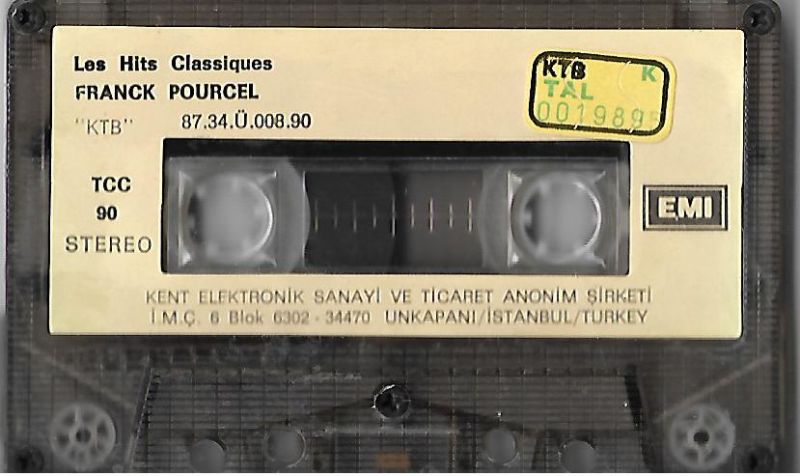 Les Hits Classiques
FRANCK POURCEL
"KTB" 87.34.Ü.008.90
KTB K
TAL
001989
TCC
90
STEREO
EMI
KENT ELEKTRONİK SANAYİ VE TİCARET ANONİM ŞİRKETİ
İ.M.Ç. 6 Blok 6302 - 34470 UNKAPANI/İSTANBUL/TURKEY